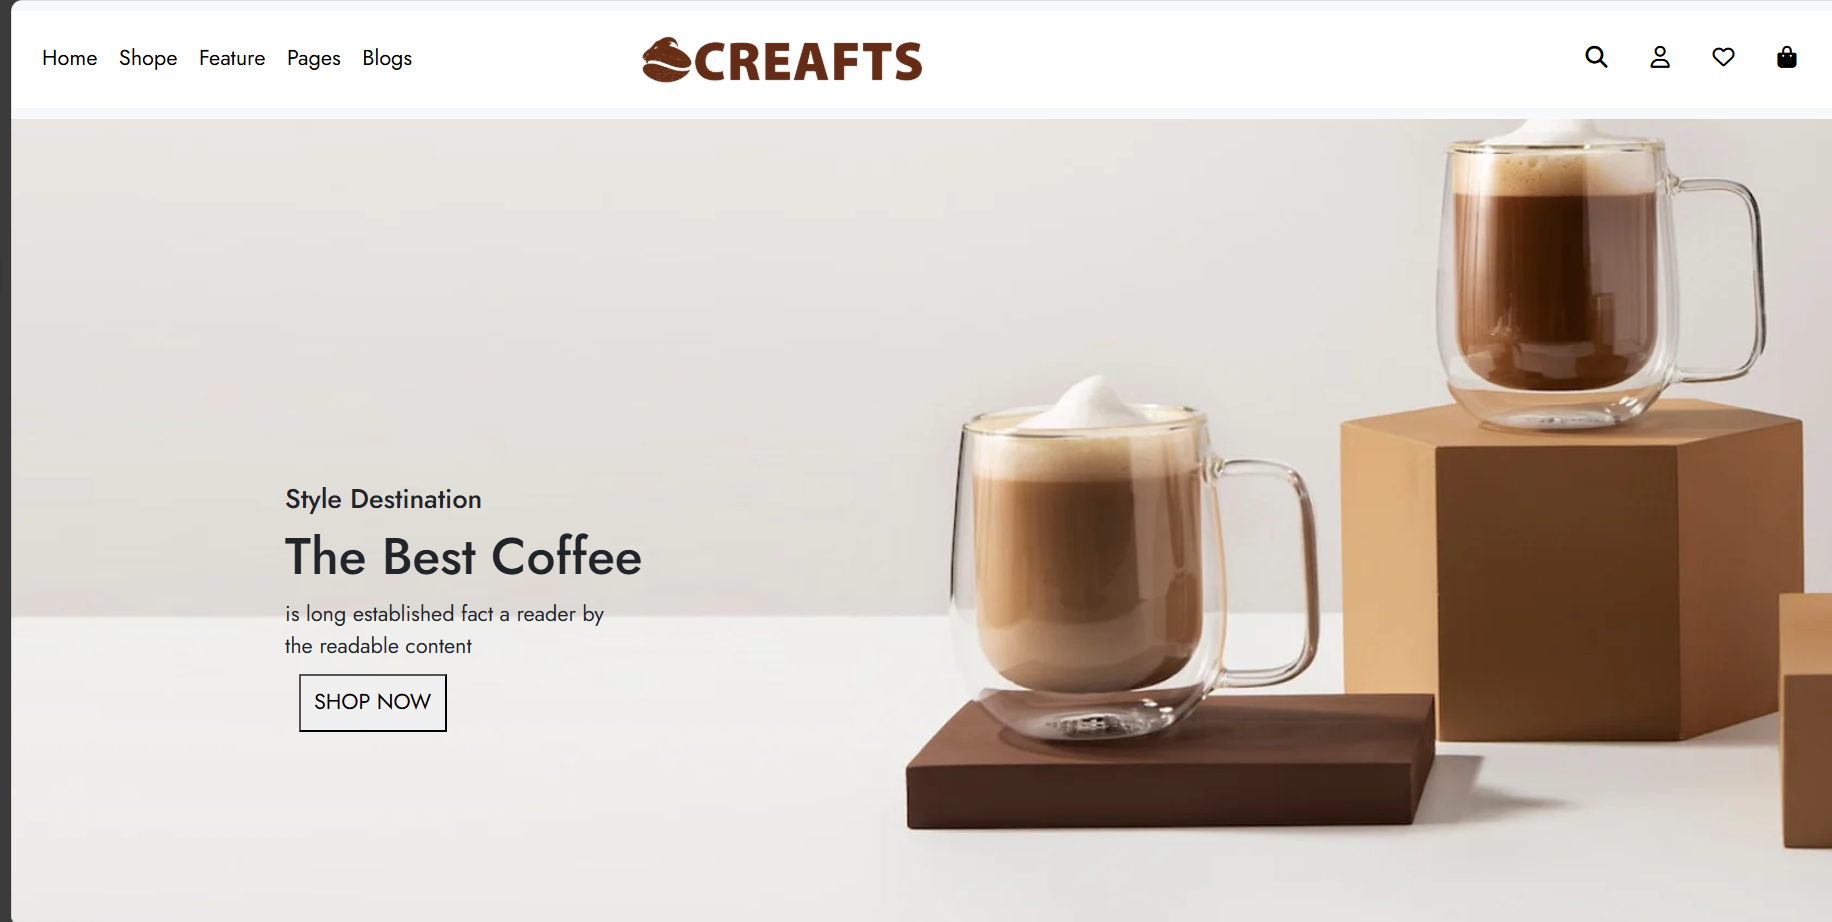 Home Shope Feature Pages Blogs
CREAFTS
Style Destination
The Best Coffee
is long established fact a reader by
the readable content
SHOP NOW